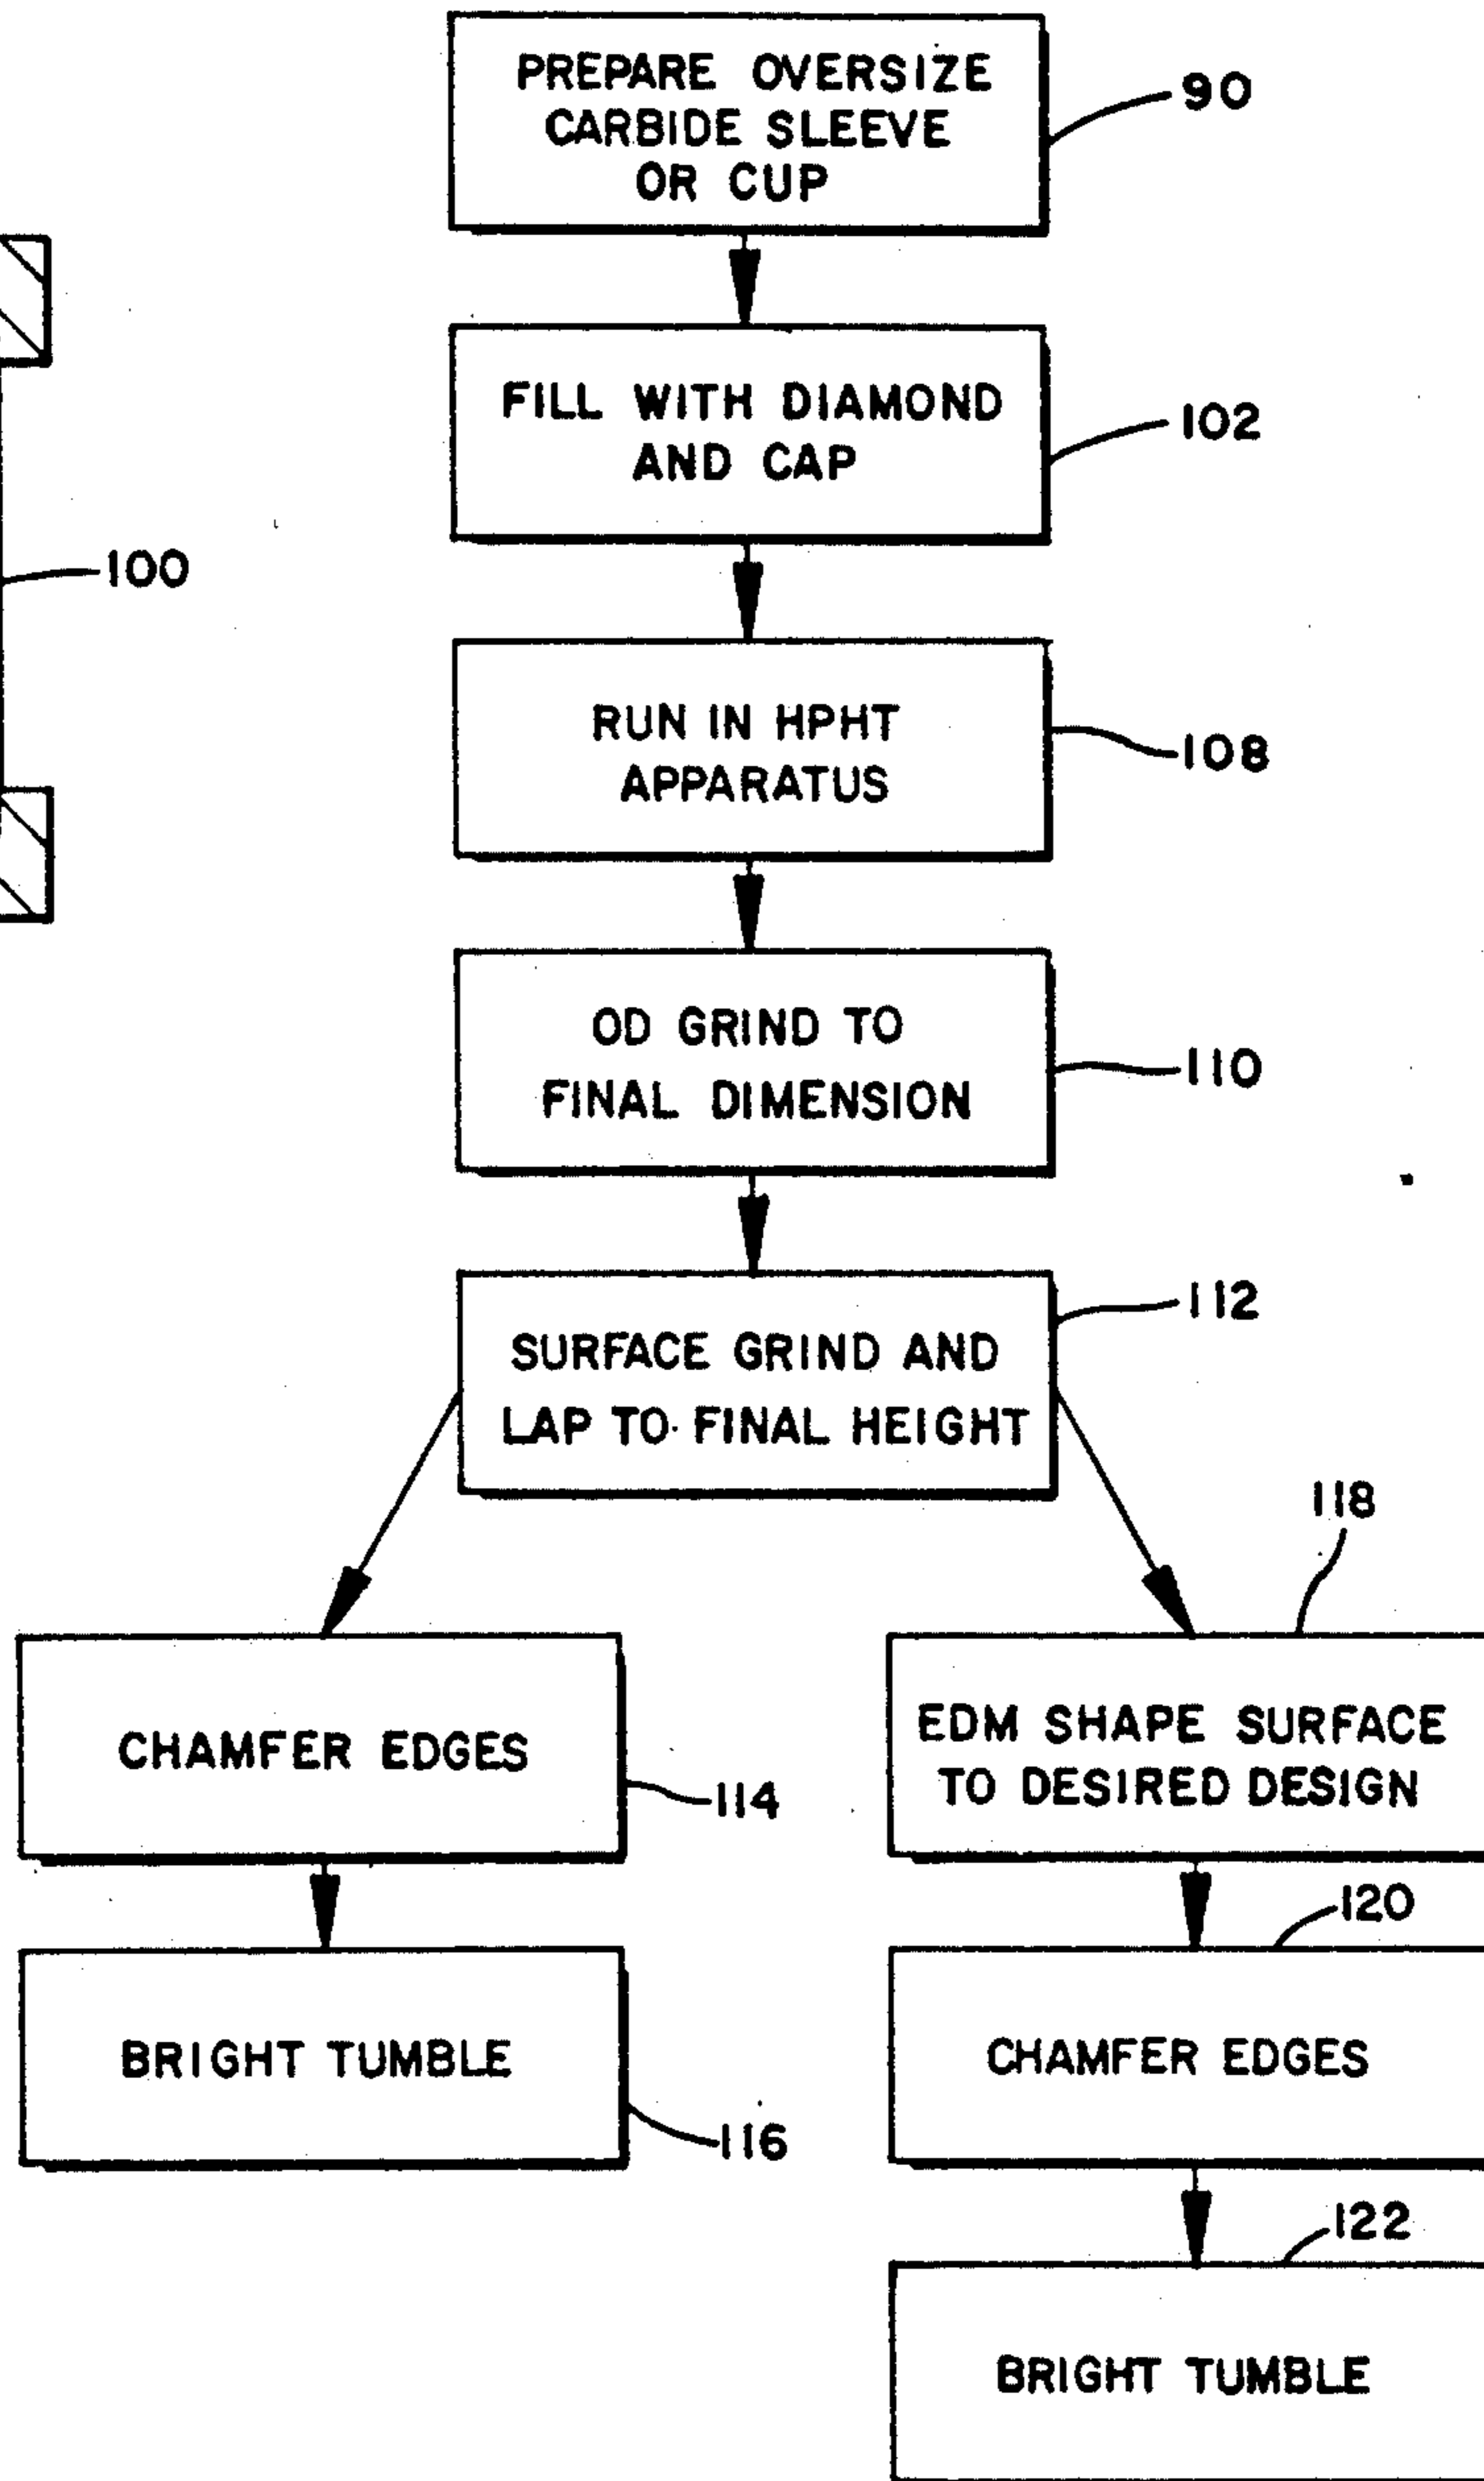 PREPARE OVERSIZE
CARBIDE SLEEVE
OR CUP
90
FILL WITH DIAMOND
AND CAP
102
100
RUN IN HPHT
APPARATUS
108
OD GRIND TO
FINAL DIMENSION
110
SURFACE GRIND AND
LAP TO FINAL HEIGHT
112
118
CHAMFER EDGES
114
EDM SHAPE SURFACE
TO DESIRED DESIGN
120
BRIGHT TUMBLE
116
CHAMFER EDGES
122
BRIGHT TUMBLE